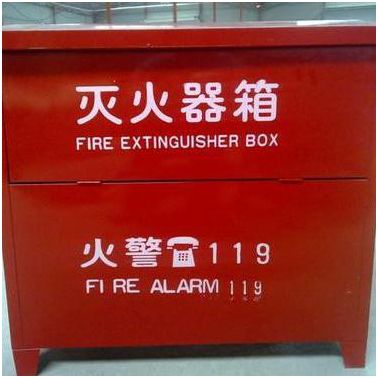 灭火器箱
FIRE EXTINGUISHER BOX
火警☎119
FIRE ALARM 119